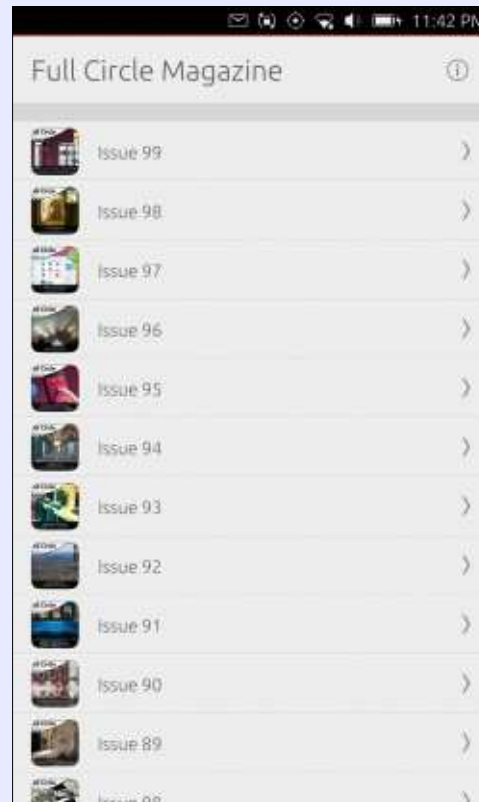 11:42 PM
Full Circle Magazine
Issue 99
Issue 98
Issue 97
Issue 96
Issue 95
Issue 94
Issue 93
Issue 92
Issue 91
Issue 90
Issue 89